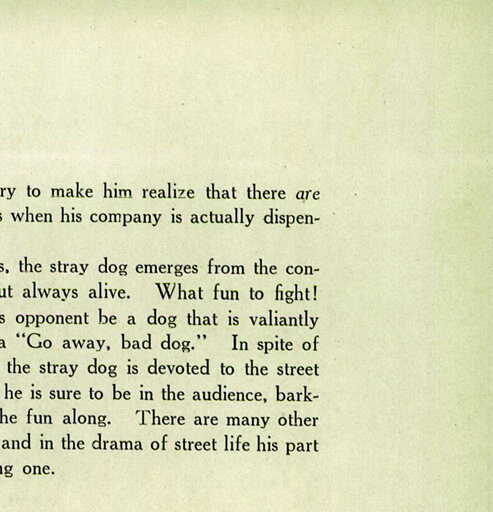 ry to make him realize that there are
s when his company is actually dispen-
s, the stray dog emerges from the con-
ut always alive. What fun to fight!
s opponent be a dog that is valiantly
a "Go away, bad dog." In spite of
the stray dog is devoted to the street
he is sure to be in the audience, bark-
he fun along. There are many other
and in the drama of street life his part
ng one.